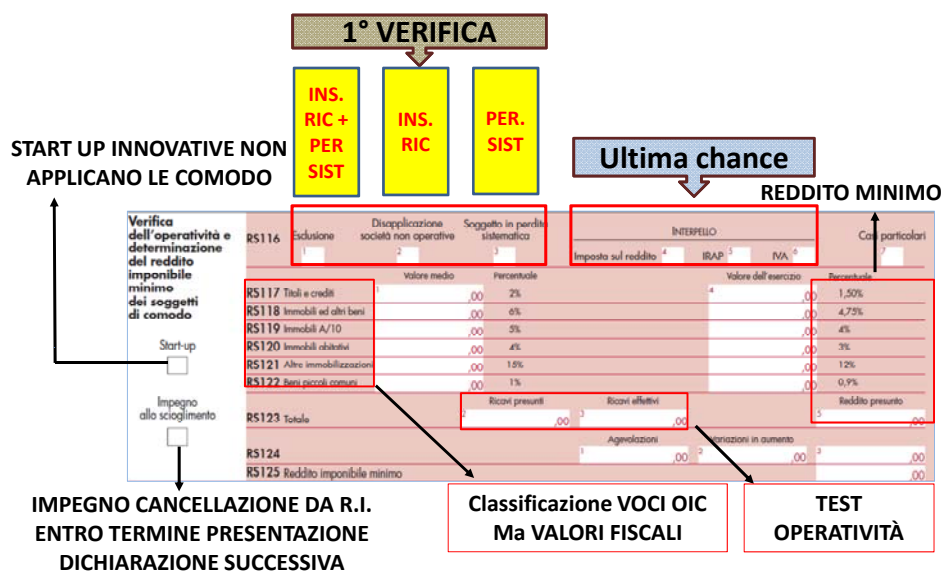 1° VERIFICA
INS.
RIC +
PER
SIST
INS.
RIC
PER.
SIST
START UP INNOVATIVE NON
APPLICANO LE COMODO
Ultima chance
REDDITO MINIMO
Verifica
dell'operatività e
determinazione
del reddito
imponibile
minimo
dei soggetti
di comodo
Start-up
Impegno
allo scioglimento
RS116 Esclusione 1 Disapplicazione società non operative 2 Soggetto in perdita sistematica 3 INTERPELLO Imposta sul reddito 4 IRAP 5 IVA 6 Casi particolari 7
Valore medio Percentuale Valore dell'esercizio Percentuale
RS117 Titoli e crediti 1 ,00 2% 4 ,00 1,50%
RS118 Immobili ed altri beni ,00 6% ,00 4,75%
RS119 Immobili A/10 ,00 5% ,00 4%
RS120 Immobili abitativi ,00 4% ,00 3%
RS121 Altre immobilizzazioni ,00 15% ,00 12%
RS122 Beni piccoli comuni ,00 1% ,00 0,9%
Ricavi presunti Ricavi effettivi Reddito presunto
RS123 Totale 2 ,00 3 ,00 5 ,00
Agevolazioni Variazioni in aumento
RS124 1 ,00 2 ,00 3 ,00
RS125 Reddito imponibile minimo ,00
IMPEGNO CANCELLAZIONE DA R.I.
ENTRO TERMINE PRESENTAZIONE
DICHIARAZIONE SUCCESSIVA
Classificazione VOCI OIC
Ma VALORI FISCALI
TEST
OPERATIVITÀ